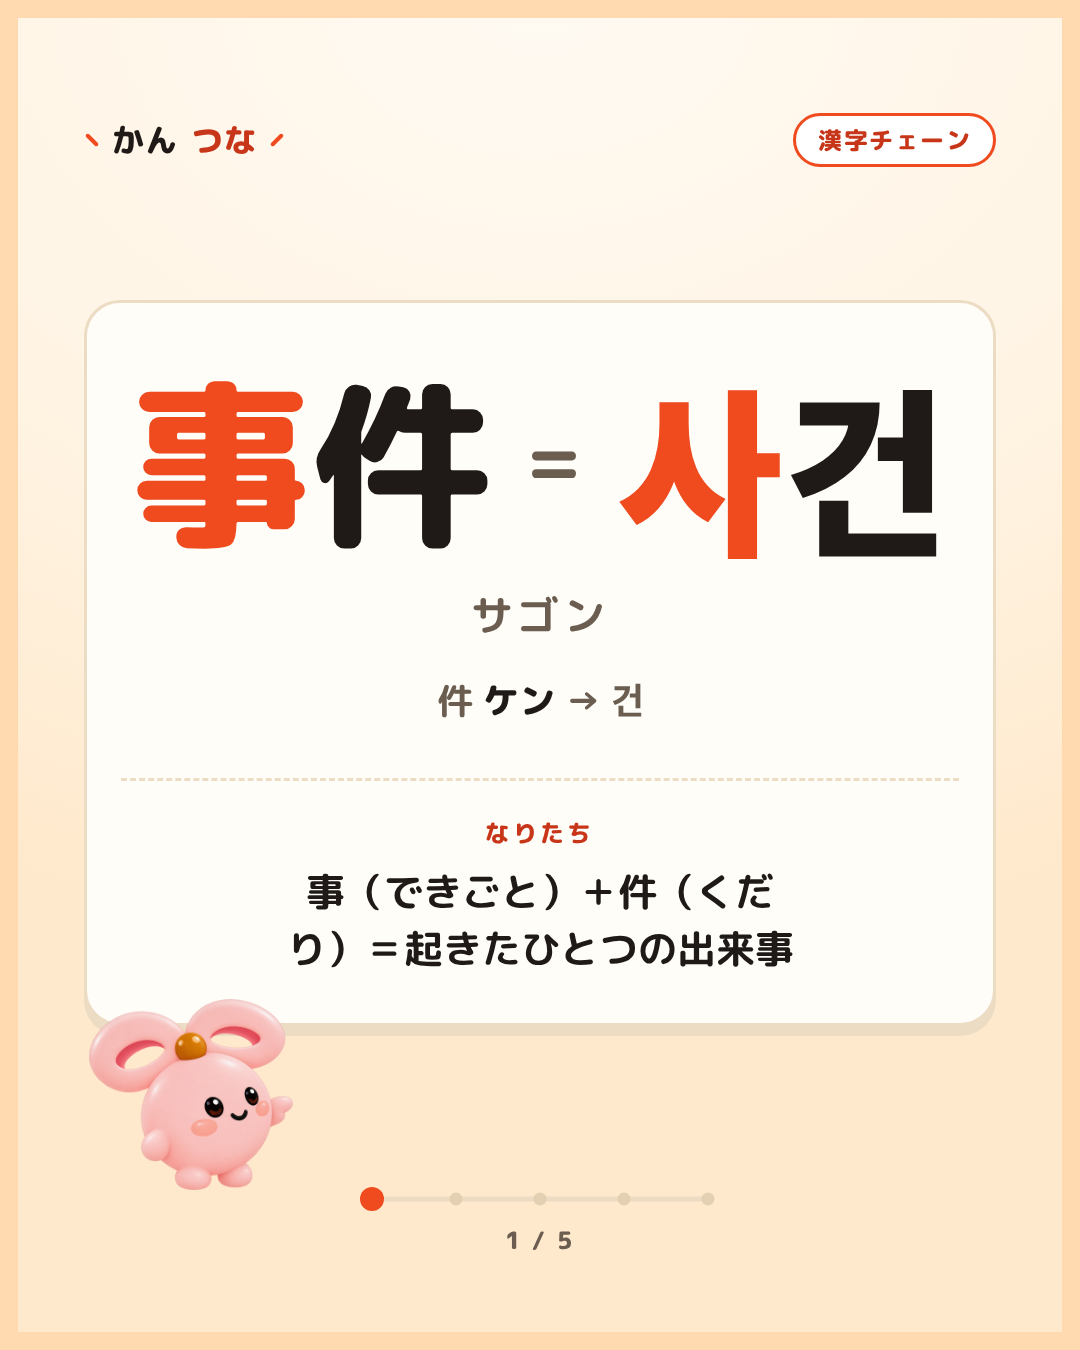 かん つな
漢字チェーン
事件 = 사건
サゴン
件 ケン → 건
なりたち
事（できごと）＋件（くだ
り）＝起きたひとつの出来事
1 / 5